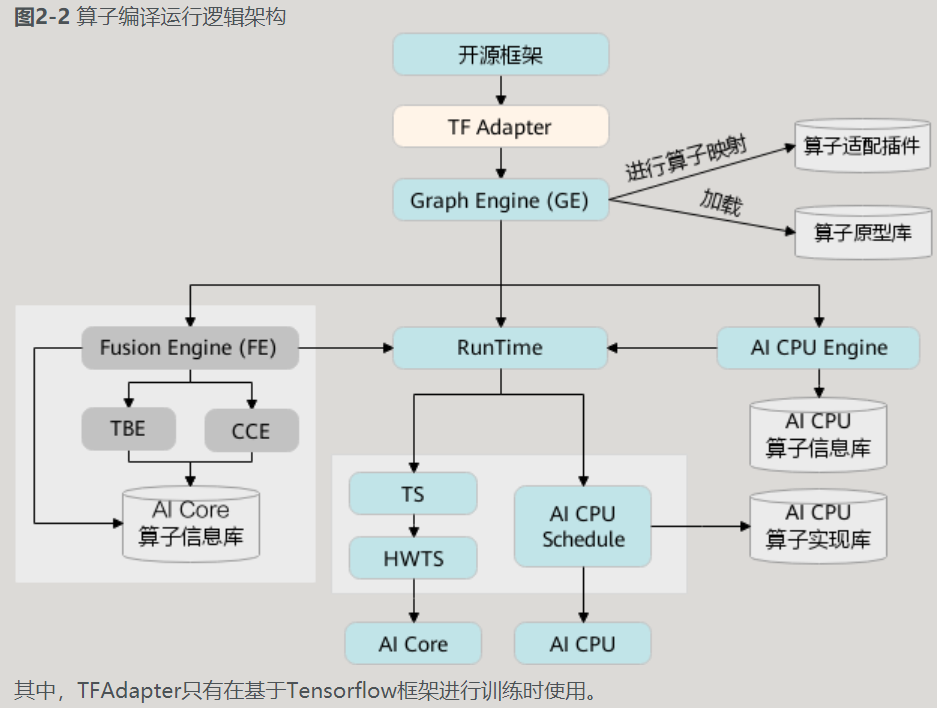 图2-2 算子编译运行逻辑架构
开源框架
TF Adapter
Graph Engine (GE)
进行算子映射
算子适配插件
加载
算子原型库
Fusion Engine (FE)
RunTime
AI CPU Engine
TBE
CCE
AI CPU
算子信息库
AI Core
算子信息库
TS
HWTS
AI CPU
Schedule
AI CPU
算子实现库
AI Core
AI CPU
其中，TFAdapter只有在基于Tensorflow框架进行训练时使用。